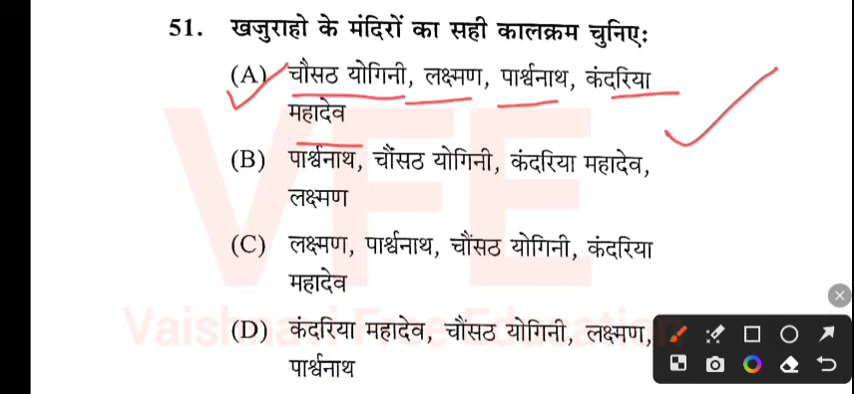 51. खजुराहो के मंदिरों का सही कालक्रम चुनिए:
(A) चौसठ योगिनी, लक्ष्मण, पार्श्वनाथ, कंदरिया
महादेव
(B) पार्श्वनाथ, चौंसठ योगिनी, कंदरिया महादेव,
लक्ष्मण
(C) लक्ष्मण, पार्श्वनाथ, चौंसठ योगिनी, कंदरिया
महादेव
(D) कंदरिया महादेव, चौंसठ योगिनी, लक्ष्मण,
पार्श्वनाथ
VFE